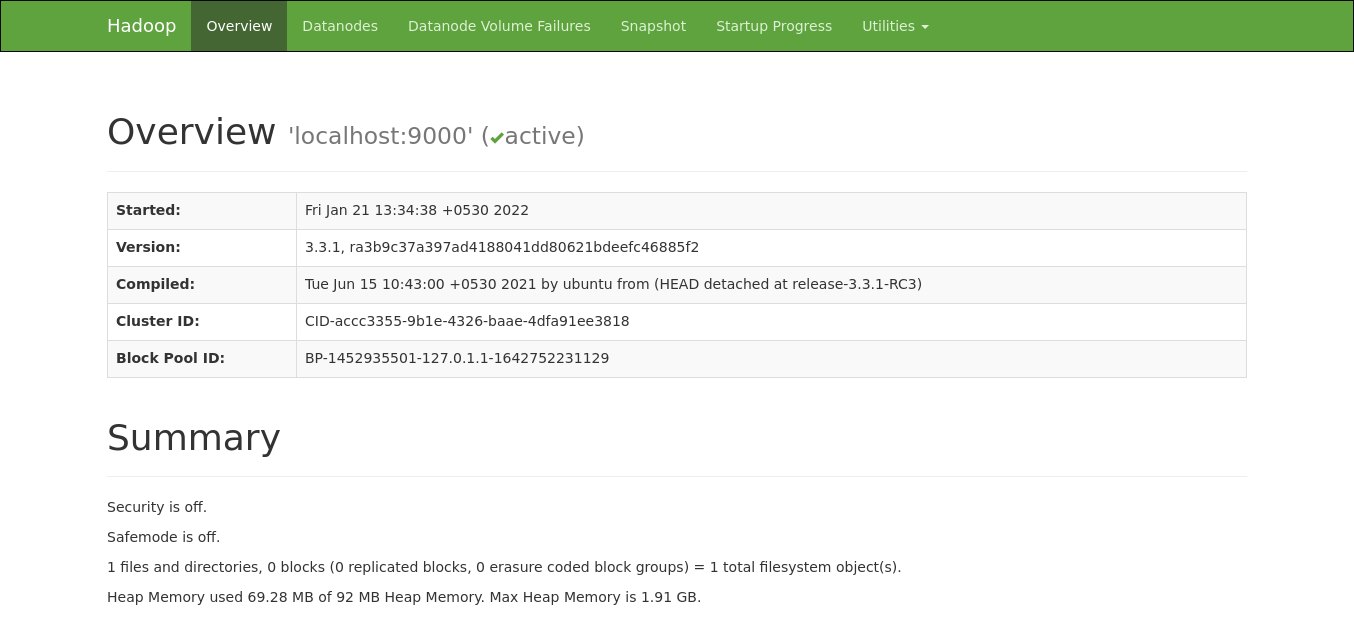 Hadoop Overview Datanodes Datanode Volume Failures Snapshot Startup Progress Utilities
Overview 'localhost:9000' (✔active)
Started: Fri Jan 21 13:34:38 +0530 2022
Version: 3.3.1, ra3b9c37a397ad4188041dd80621bdeefc46885f2
Compiled: Tue Jun 15 10:43:00 +0530 2021 by ubuntu from (HEAD detached at release-3.3.1-RC3)
Cluster ID: CID-accc3355-9b1e-4326-baae-4dfa91ee3818
Block Pool ID: BP-1452935501-127.0.1.1-1642752231129
Summary
Security is off.
Safemode is off.
1 files and directories, 0 blocks (0 replicated blocks, 0 erasure coded block groups) = 1 total filesystem object(s).
Heap Memory used 69.28 MB of 92 MB Heap Memory. Max Heap Memory is 1.91 GB.